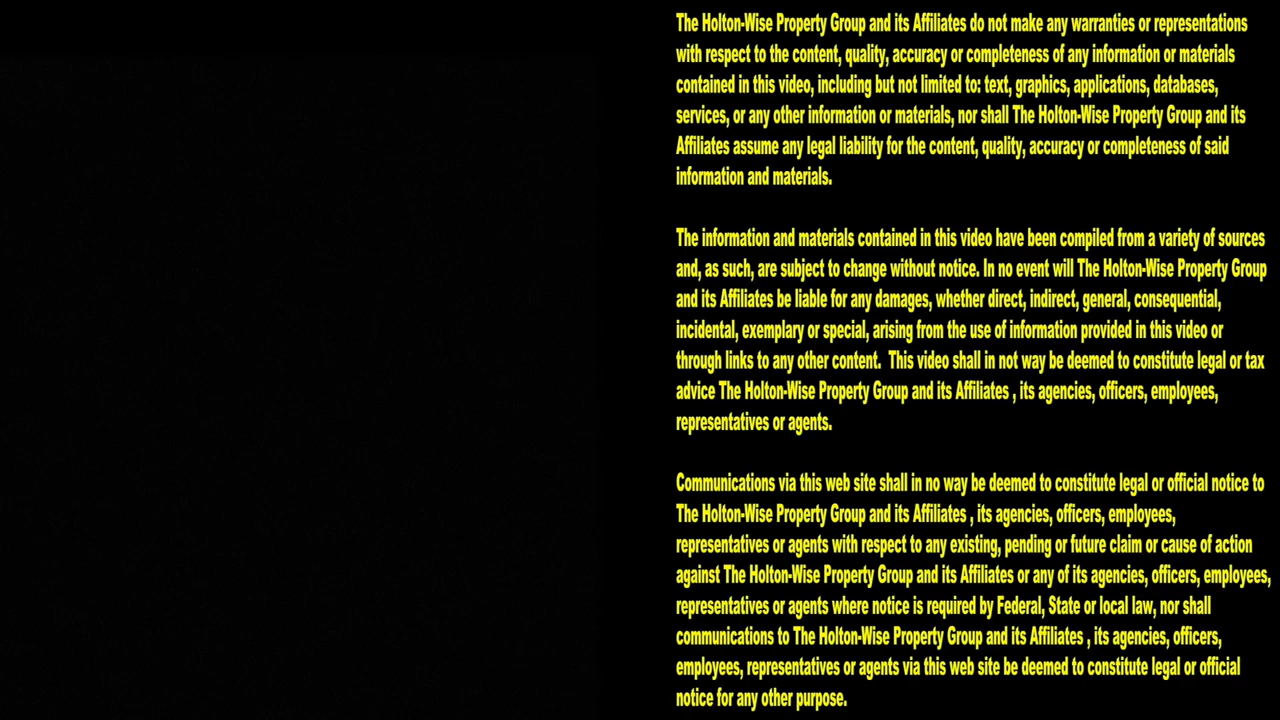 The Holton-Wise Property Group and its Affiliates do not make any warranties or representations
with respect to the content, quality, accuracy or completeness of any information or materials
contained in this video, including but not limited to: text, graphics, applications, databases,
services, or any other information or materials, nor shall The Holton-Wise Property Group and its
Affiliates assume any legal liability for the content, quality, accuracy or completeness of said
information and materials.
The information and materials contained in this video have been compiled from a variety of sources
and, as such, are subject to change without notice. In no event will The Holton-Wise Property Group
and its Affiliates be liable for any damages, whether direct, indirect, general, consequential,
incidental, exemplary or special, arising from the use of information provided in this video or
through links to any other content.  This video shall in not way be deemed to constitute legal or tax
advice The Holton-Wise Property Group and its Affiliates , its agencies, officers, employees,
representatives or agents.
Communications via this web site shall in no way be deemed to constitute legal or official notice to
The Holton-Wise Property Group and its Affiliates , its agencies, officers, employees,
representatives or agents with respect to any existing, pending or future claim or cause of action
against The Holton-Wise Property Group and its Affiliates or any of its agencies, officers, employees,
representatives or agents where notice is required by Federal, State or local law, nor shall
communications to The Holton-Wise Property Group and its Affiliates , its agencies, officers,
employees, representatives or agents via this web site be deemed to constitute legal or official
notice for any other purpose.